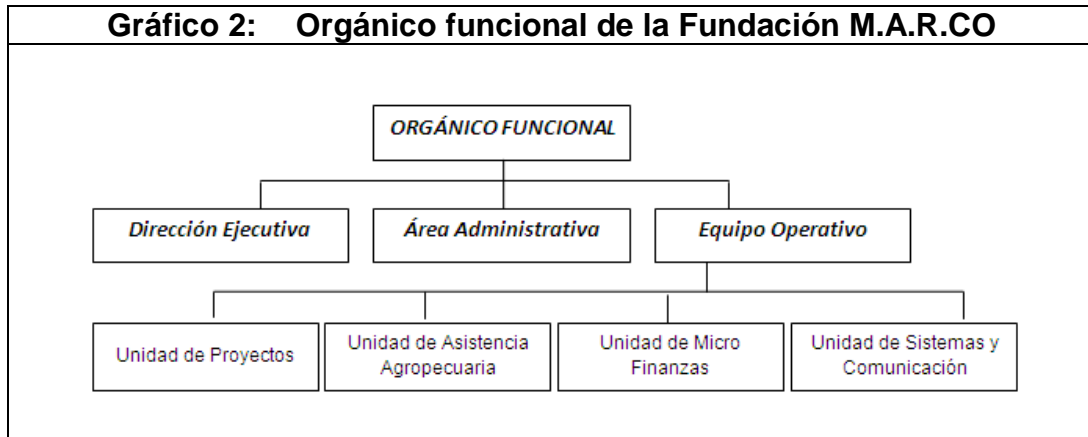 Gráfico 2: Orgánico funcional de la Fundación M.A.R.CO
ORGÁNICO FUNCIONAL
Dirección Ejecutiva
Área Administrativa
Equipo Operativo
Unidad de Proyectos
Unidad de Asistencia
Agropecuaria
Unidad de Micro
Finanzas
Unidad de Sistemas y
Comunicación